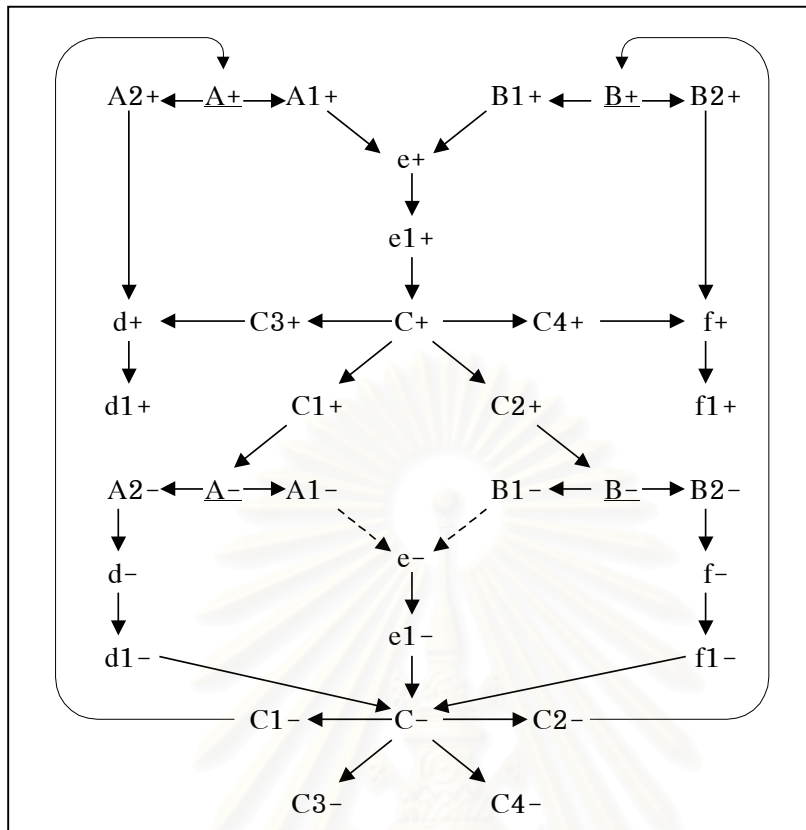 A2+ A+ A1+ B1+ B+ B2+
e+
e1+
d+ C3+ C+ C4+ f+
d1+ C1+ C2+ f1+
A2- A- A1- B1- B- B2-
e-
d- f-
e1-
d1- f1-
C1- C- C2-
C3- C4-